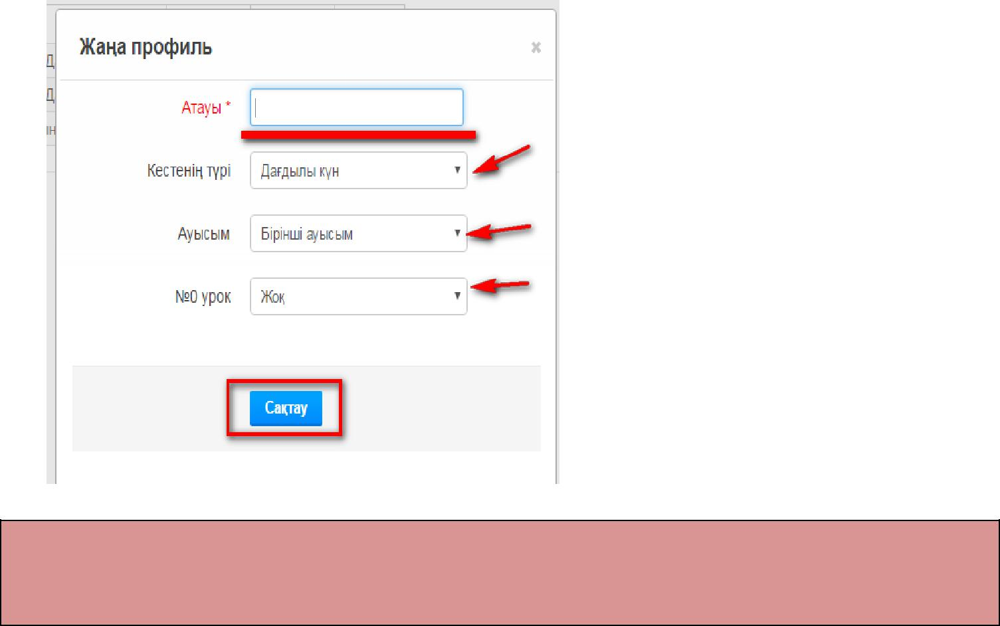 Жаңа профиль
Атауы *
Кестенің түрі
Дағдылы күн
Ауысым
Бірінші ауысым
№0 урок
Жоқ
Сақтау